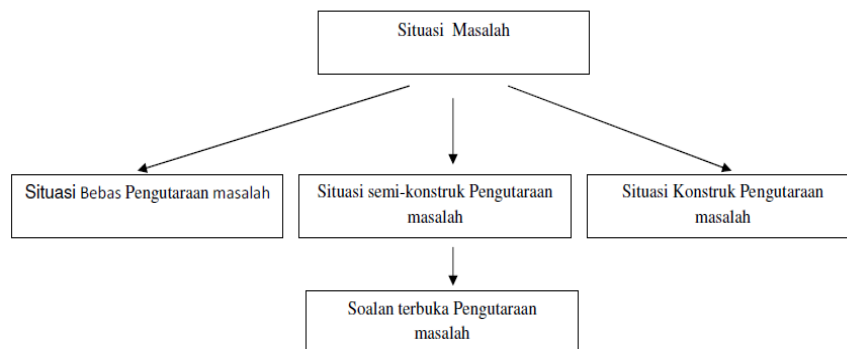 Situasi Masalah
Situasi Bebas Pengutaraan masalah
Situasi semi-konstruk Pengutaraan
masalah
Situasi Konstruk Pengutaraan
masalah
Soalan terbuka Pengutaraan
masalah